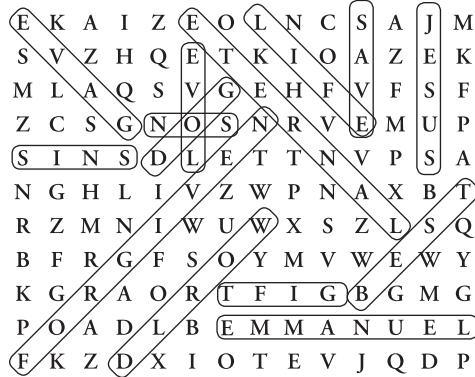 E K A I Z E O L N C S A J M
S V Z H Q E T K I O A Z E K
M L A Q S V G E H F V F S F
Z C S G N O S N R V E M U P
S I N S D L E T T N V P S A
N G H L I V Z W P N A X B T
R Z M N I W U W X S Z L S Q
B F R G F S O Y M V W E W Y
K G R A O R T F I G B G M G
P O A D L B E M M A N U E L
F K Z D X I O T E V J Q D P